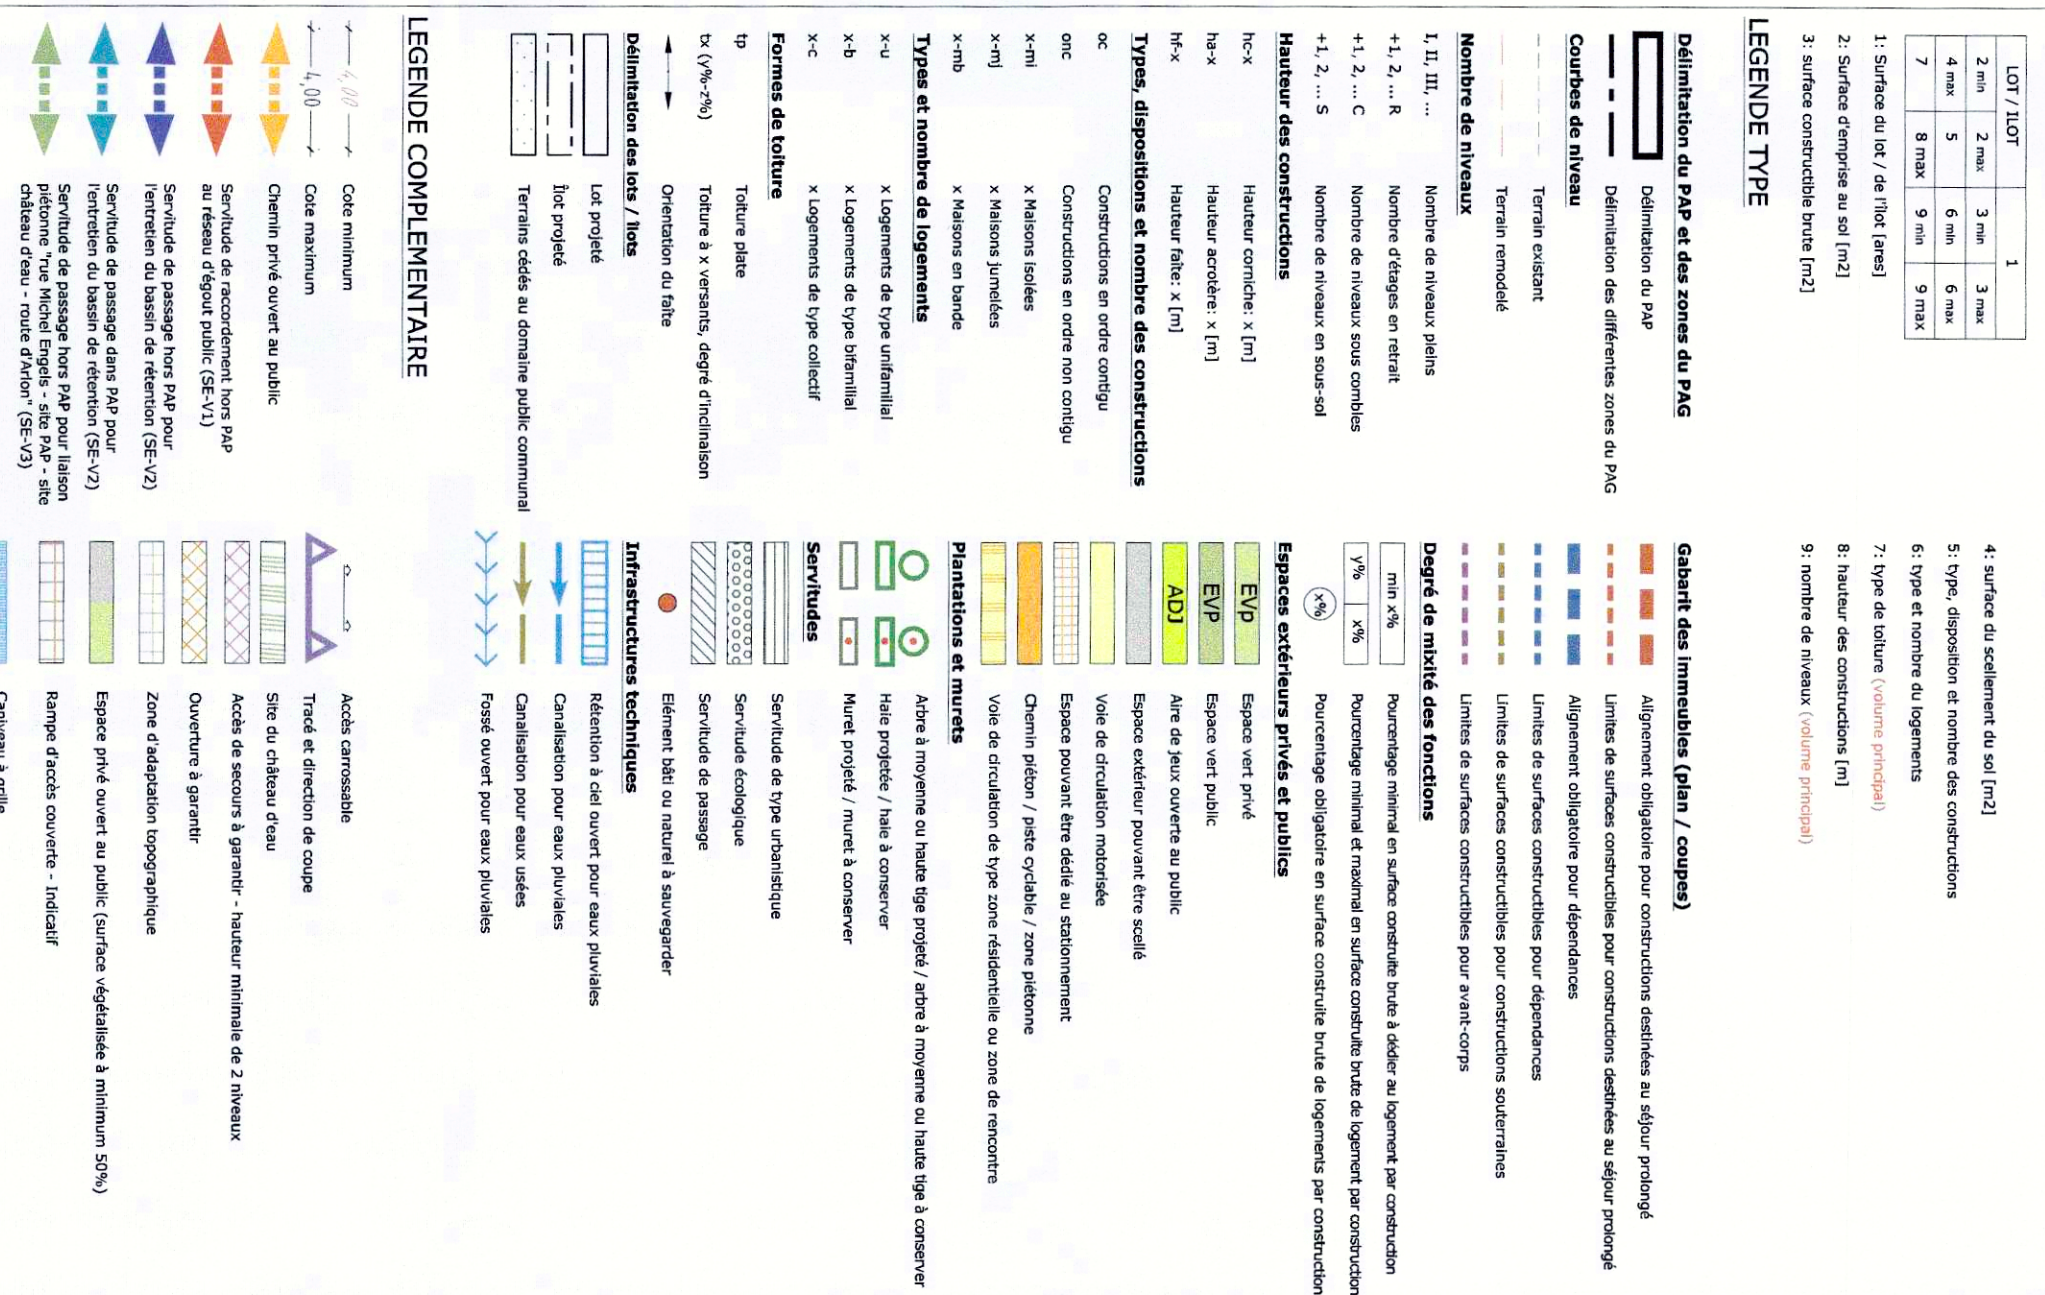 LOT / ILOT 1
2 min 2 max 3 min 3 max
4 max 5 6 min 6 max
7 8 max 9 min 9 max
1: Surface du lot / de l'îlot [ares]
2: Surface d'emprise au sol [m2]
3: surface constructible brute [m2]
4: surface du scellement du sol [m2]
5: type, disposition et nombre des constructions
6: type et nombre du logements
7: type de toiture (volume principal)
8: hauteur des constructions [m]
9: nombre de niveaux (volume principal)
LEGENDE TYPE
Délimitation du PAP et des zones du PAG
Délimitation du PAP
Délimitation des différentes zones du PAG
Courbes de niveau
Terrain existant
Terrain remodelé
Nombre de niveaux
I, II, III, ... Nombre de niveaux pleins
+1, 2, ... R Nombre d'étages en retrait
+1, 2, ... C Nombre de niveaux sous combles
+1, 2, ... S Nombre de niveaux en sous-sol
Hauteur des constructions
hc-x Hauteur corniche: x [m]
ha-x Hauteur acrotère: x [m]
hf-x Hauteur faîte: x [m]
Types, dispositions et nombre des constructions
oc Constructions en ordre contigu
onc Constructions en ordre non contigu
x-mi x Maisons isolées
x-mj x Maisons jumelées
x-mb x Maisons en bande
Types et nombre de logements
x-u x Logements de type unifamilial
x-b x Logements de type bifamilial
x-c x Logements de type collectif
Formes de toiture
tp Toiture plate
tx (y%-z%) Toiture à x versants, degré d'inclinaison
Orientation du faîte
Délimitation des lots / îlots
Lot projeté
Îlot projeté
Terrains cédés au domaine public communal
Gabarit des immeubles (plan / coupes)
Alignement obligatoire pour constructions destinées au séjour prolongé
Limites de surfaces constructibles pour constructions destinées au séjour prolongé
Alignement obligatoire pour dépendances
Limites de surfaces constructibles pour dépendances
Limites de surfaces constructibles pour constructions souterraines
Limites de surfaces constructibles pour avant-corps
Degré de mixité des fonctions
min x% Pourcentage minimal en surface construite brute à dédier au logement par construction
y% x% Pourcentage minimal et maximal en surface construite brute de logement par construction
x% Pourcentage obligatoire en surface construite brute de logements par construction
Espaces extérieurs privés et publics
EVp Espace vert privé
EVP Espace vert public
ADJ Aire de jeux ouverte au public
Espace extérieur pouvant être scellé
Voie de circulation motorisée
Espace pouvant être dédié au stationnement
Chemin piéton / piste cyclable / zone piétonne
Voie de circulation de type zone résidentielle ou zone de rencontre
Plantations et murets
Arbre à moyenne ou haute tige projeté / arbre à moyenne ou haute tige à conserver
Haie projetée / haie à conserver
Muret projeté / muret à conserver
Servitudes
Servitude de type urbanistique
Servitude écologique
Servitude de passage
Elément bâti ou naturel à sauvegarder
Infrastructures techniques
Rétention à ciel ouvert pour eaux pluviales
Canalisation pour eaux pluviales
Canalisation pour eaux usées
Fossé ouvert pour eaux pluviales
LEGENDE COMPLEMENTAIRE
4,00 Cote minimum
4,00 Cote maximum
Chemin privé ouvert au public
Servitude de raccordement hors PAP
au réseau d'égout public (SE-V1)
Servitude de passage hors PAP pour
l'entretien du bassin de rétention (SE-V2)
Servitude de passage dans PAP pour
l'entretien du bassin de rétention (SE-V2)
Servitude de passage hors PAP pour liaison
piétonne "rue Michel Engels - site PAP - site
château d'eau - route d'Arlon" (SE-V3)
Accès carrossable
Tracé et direction de coupe
Site du château d'eau
Accès de secours à garantir - hauteur minimale de 2 niveaux
Ouverture à garantir
Zone d'adaptation topographique
Espace privé ouvert au public (surface végétalisée à minimum 50%)
Rampe d'accès couverte - Indicatif
Caniveau à grille